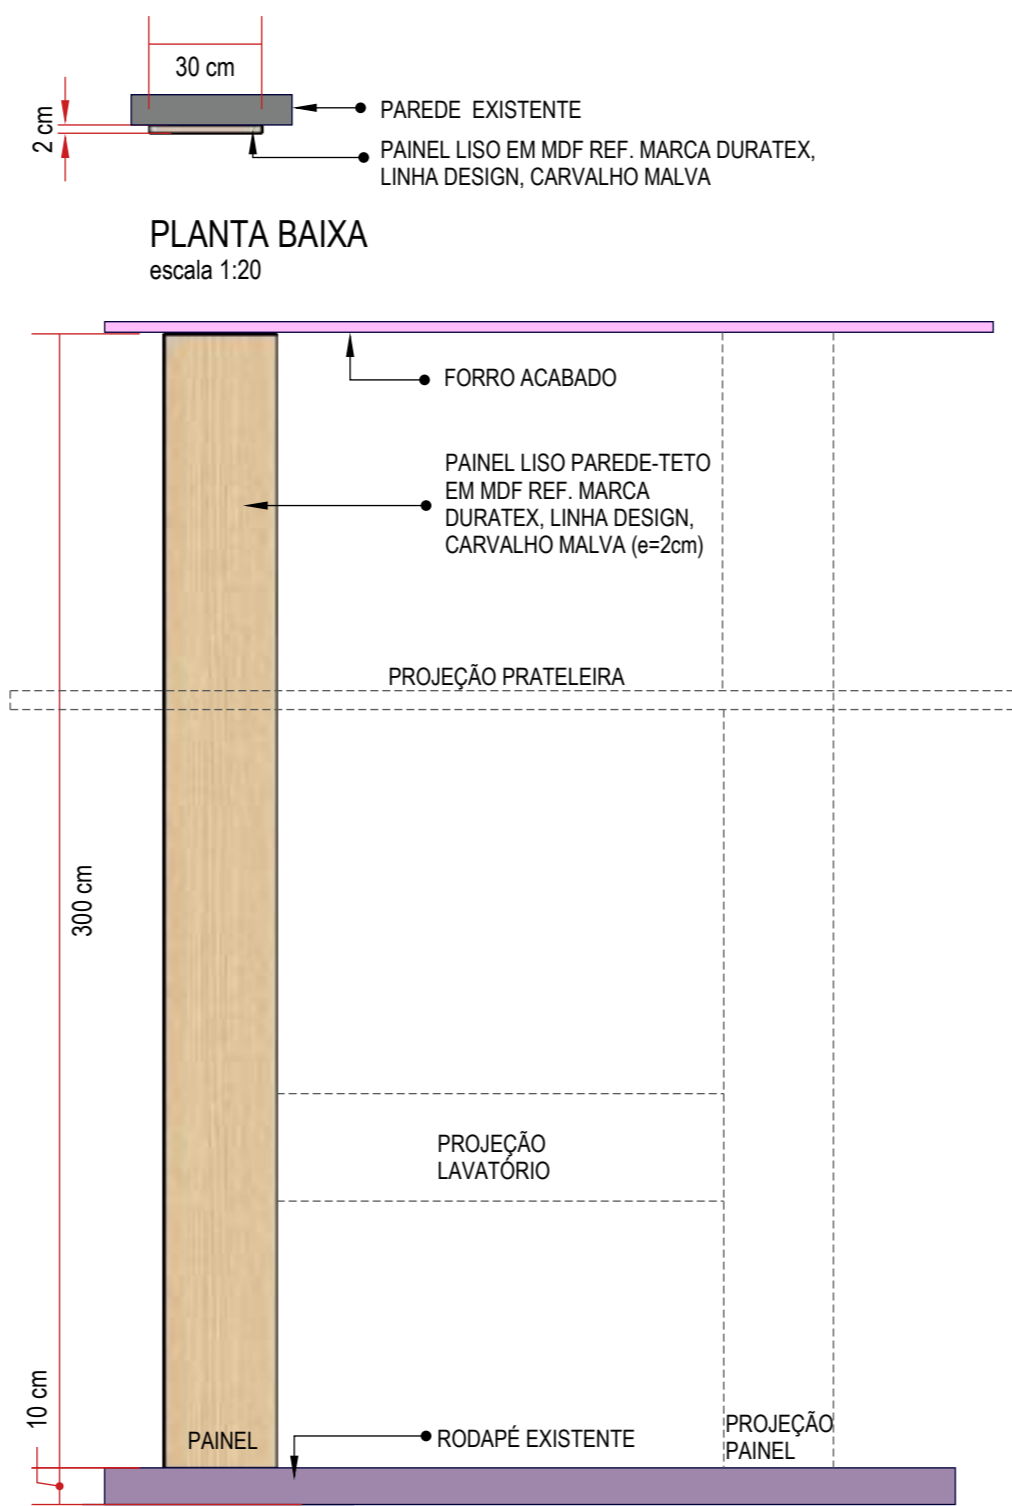 30 cm
2 cm
PAREDE EXISTENTE
PAINEL LISO EM MDF REF. MARCA DURATEX,
LINHA DESIGN, CARVALHO MALVA
PLANTA BAIXA
escala 1:20
FORRO ACABADO
PAINEL LISO PAREDE-TETO
EM MDF REF. MARCA
DURATEX, LINHA DESIGN,
CARVALHO MALVA (e=2cm)
PROJEÇÃO PRATELEIRA
300 cm
PROJEÇÃO
LAVATÓRIO
10 cm
PAINEL
RODAPÉ EXISTENTE
PROJEÇÃO
PAINEL